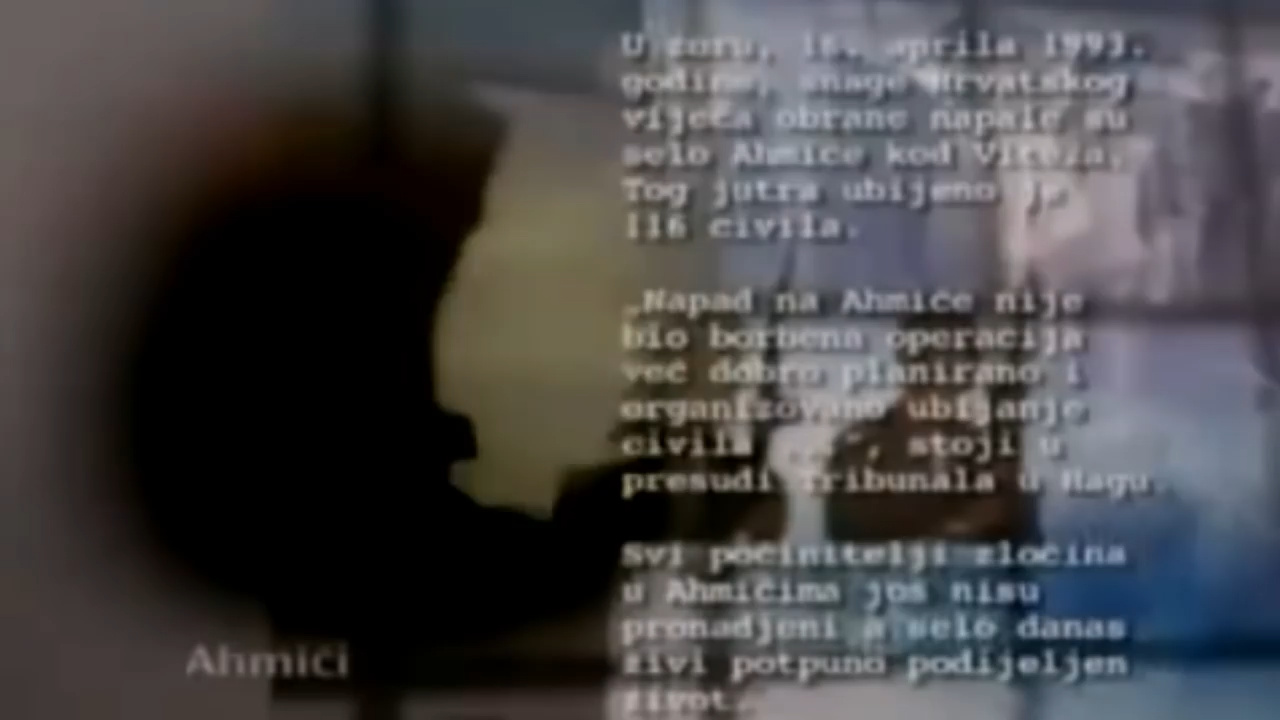 U zoru, 16. aprila 1993.
godine, snage Hrvatskog
vijeća obrane napale su
selo Ahmiće kod Viteza.
Tog jutra ubijeno je
116 civila.
„Napad na Ahmiće nije
bio borbena operacija
već dobro planirano i
organizovano ubijanje
civila ...“, stoji u
presudi Tribunala u Hagu.
Svi počinitelji zločina
u Ahmićima još nisu
pronadjeni a selo danas
živi potpuno podijeljen
život.
Ahmići